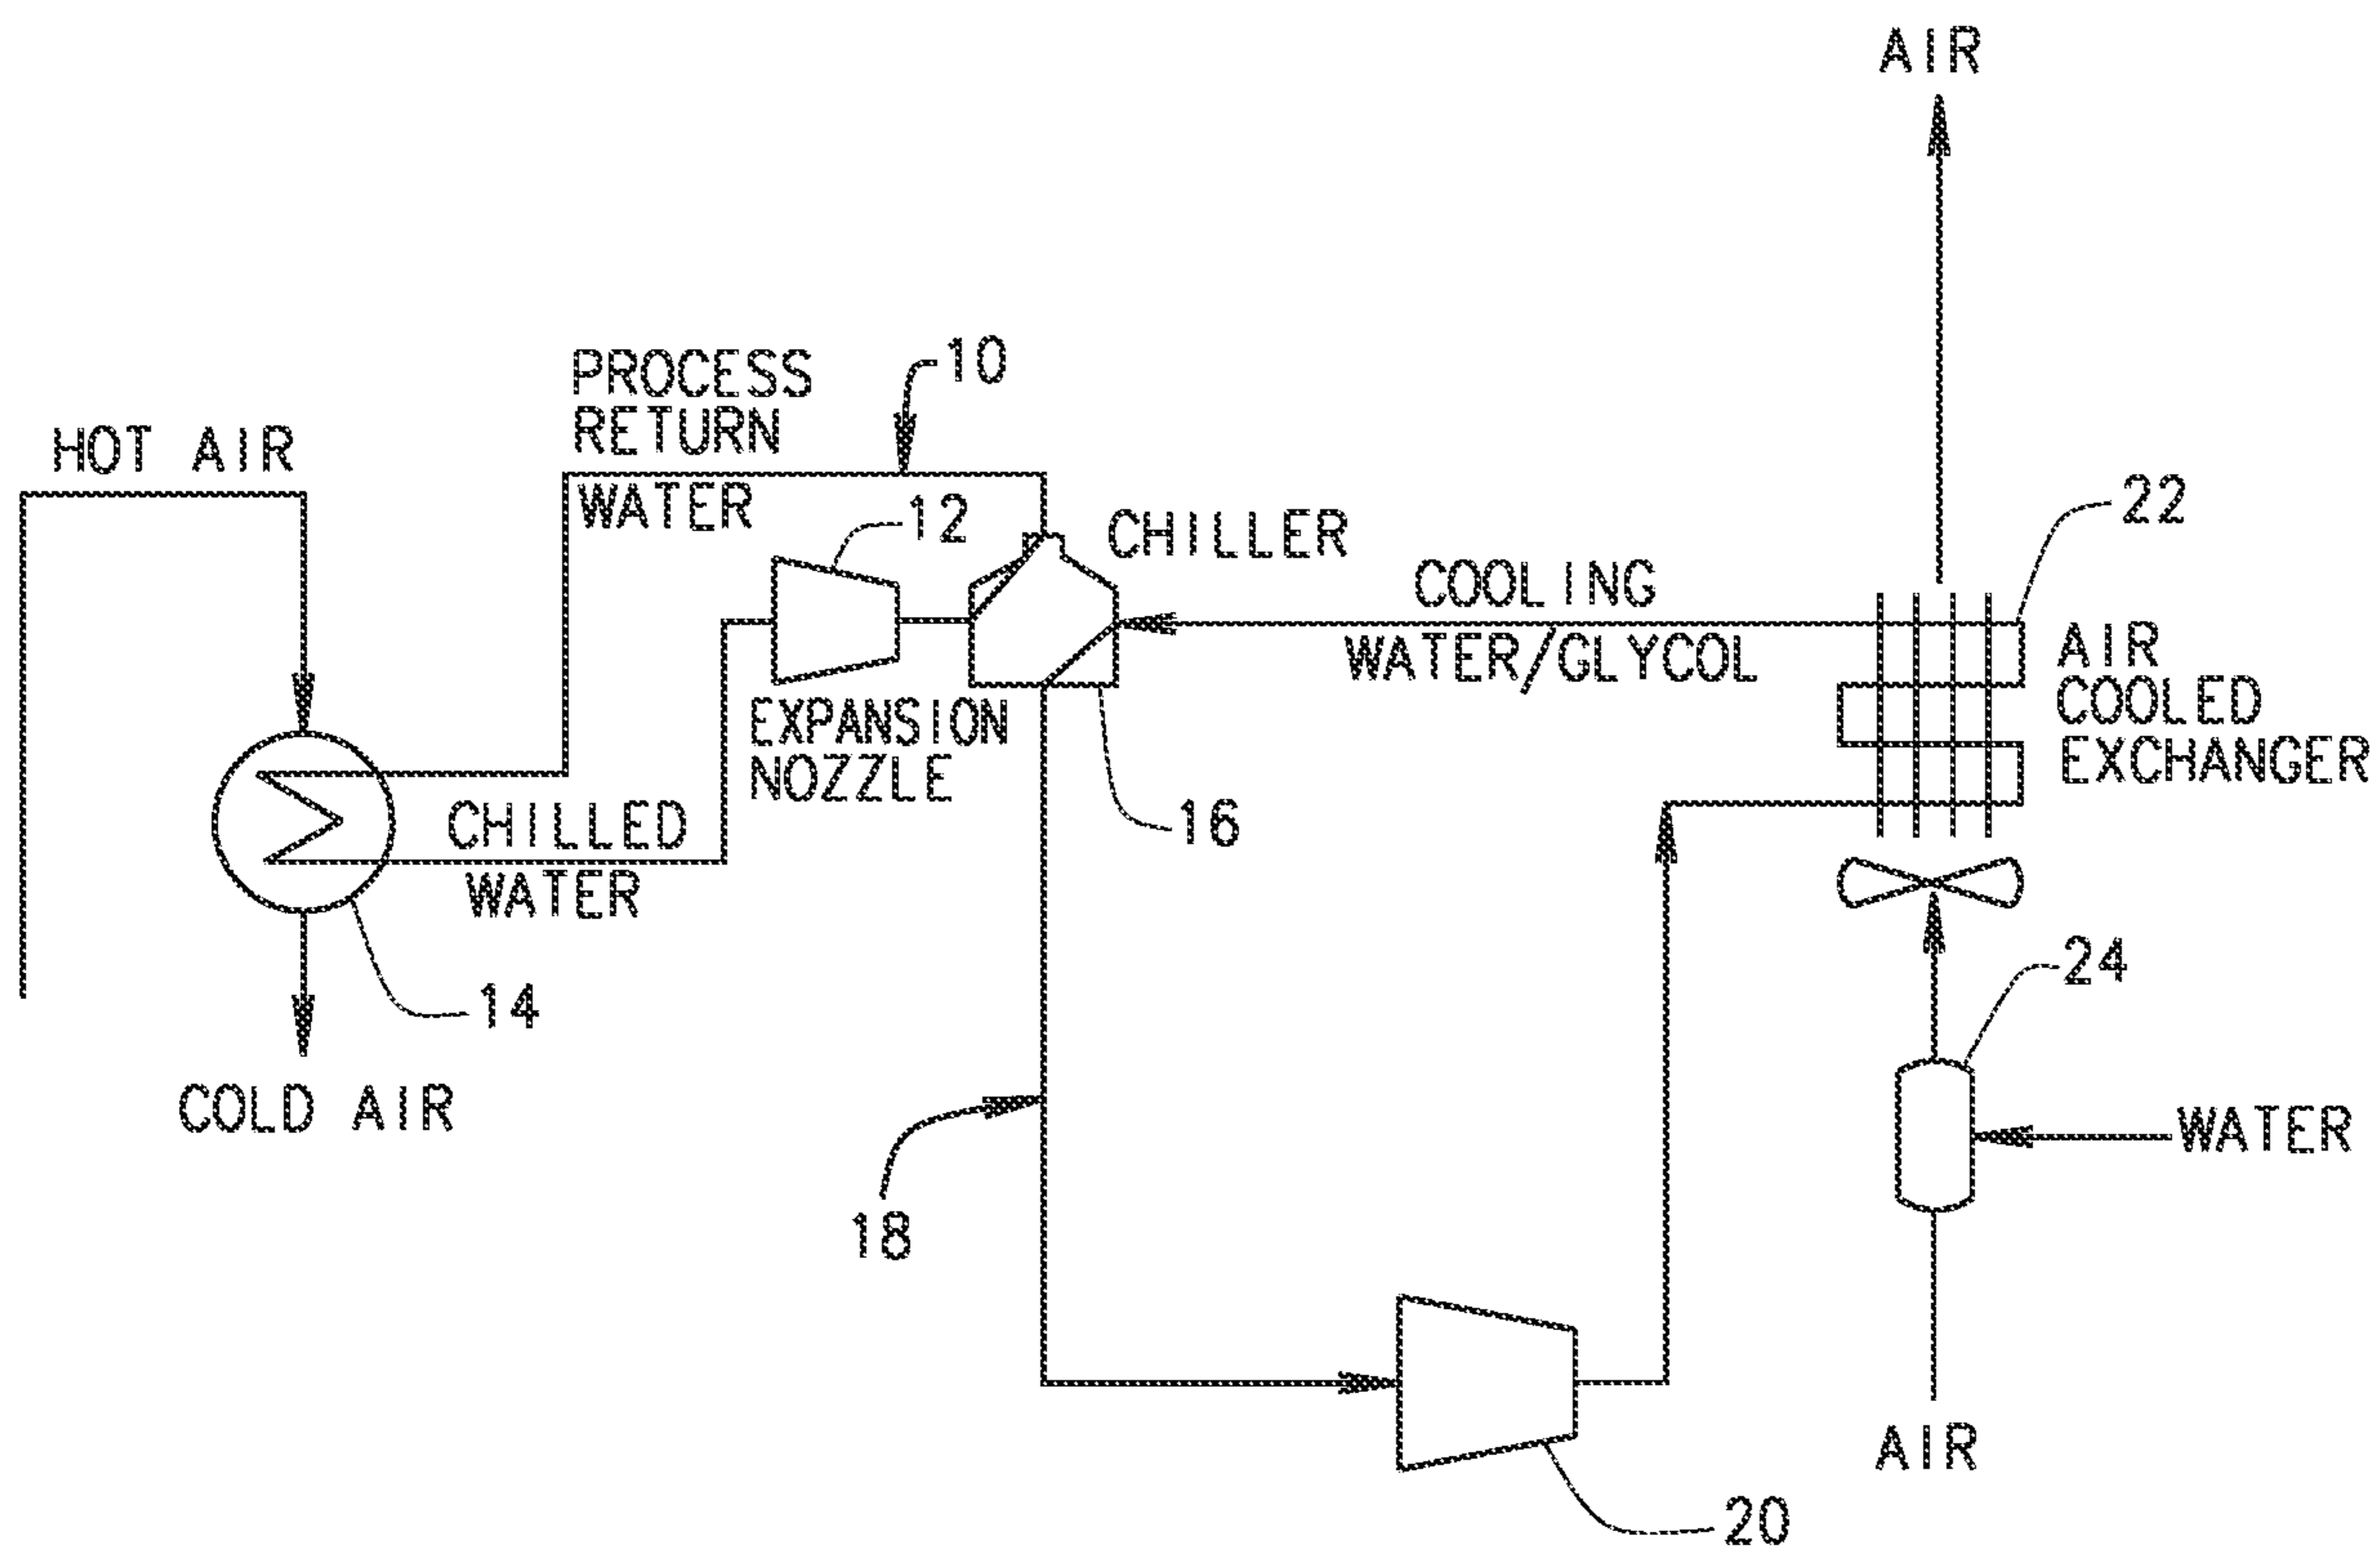 AIR
10
PROCESS
RETURN
WATER
HOT AIR
12
CHILLER
22
COOLING
WATER/GLYCOL
AIR
COOLED
EXCHANGER
EXPANSION
NOZZLE
CHILLED
WATER
16
14
24
COLD AIR
WATER
18
AIR
20